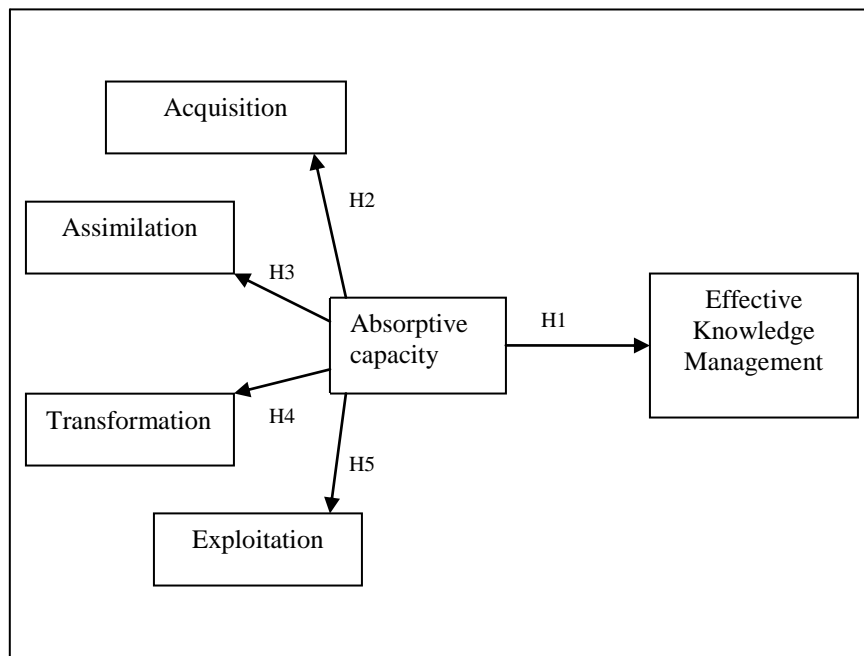 Acquisition
H2
Assimilation
H3
Absorptive
capacity
H1
Effective
Knowledge
Management
Transformation
H4
H5
Exploitation